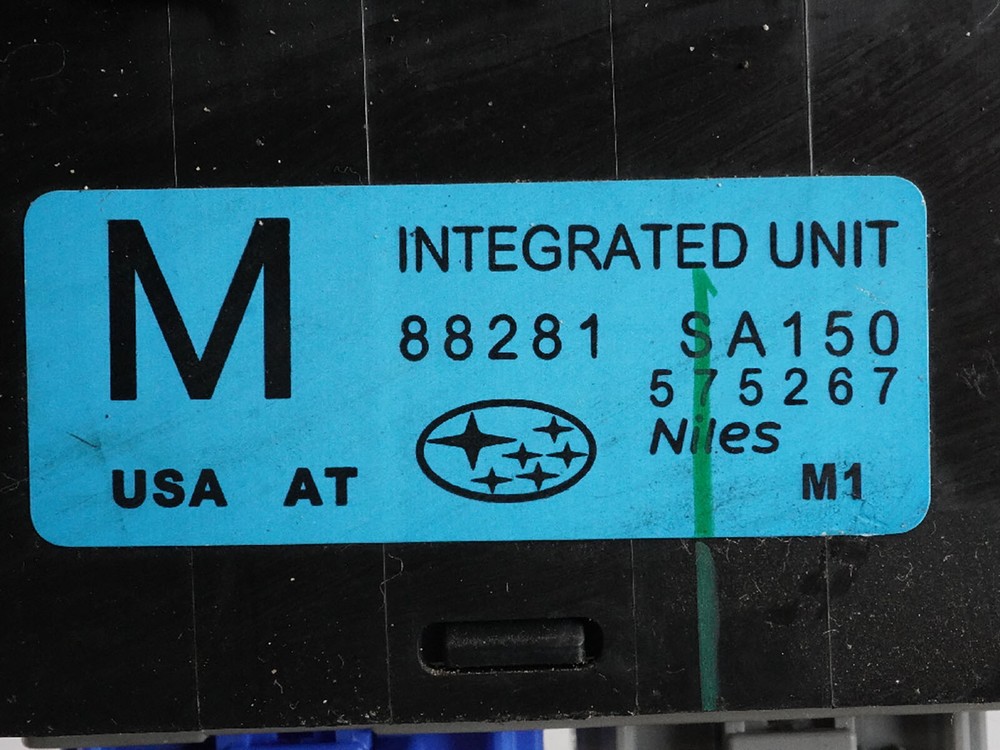 M
INTEGRATED UNIT
88281 SA150
575267
Niles
USA AT
M1